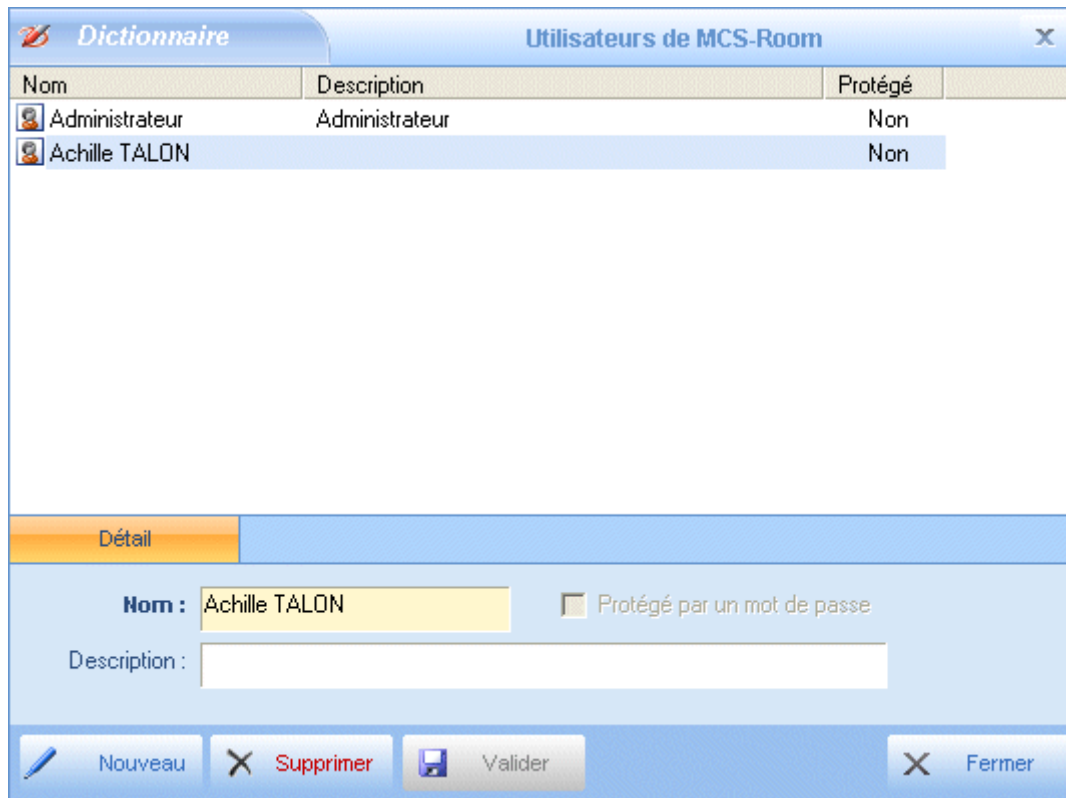 Dictionnaire Utilisateurs de MCS-Room
Nom Description Protégé
Administrateur Administrateur Non
Achille TALON Non
Détail
Nom : Achille TALON Protégé par un mot de passe
Description :
Nouveau Supprimer Valider Fermer